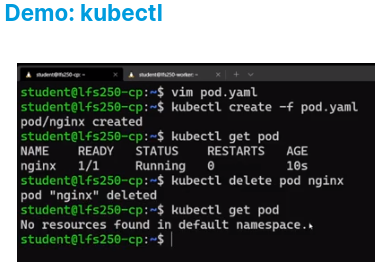 Demo: kubectl
student@lfs250-cp: ~ × student@lfs250-worker: ~ × + ∨
student@lfs250-cp:~$ vim pod.yaml
student@lfs250-cp:~$ kubectl create -f pod.yaml
pod/nginx created
student@lfs250-cp:~$ kubectl get pod
NAME READY STATUS RESTARTS AGE
nginx 1/1 Running 0 10s
student@lfs250-cp:~$ kubectl delete pod nginx
pod "nginx" deleted
student@lfs250-cp:~$ kubectl get pod
No resources found in default namespace.
student@lfs250-cp:~$